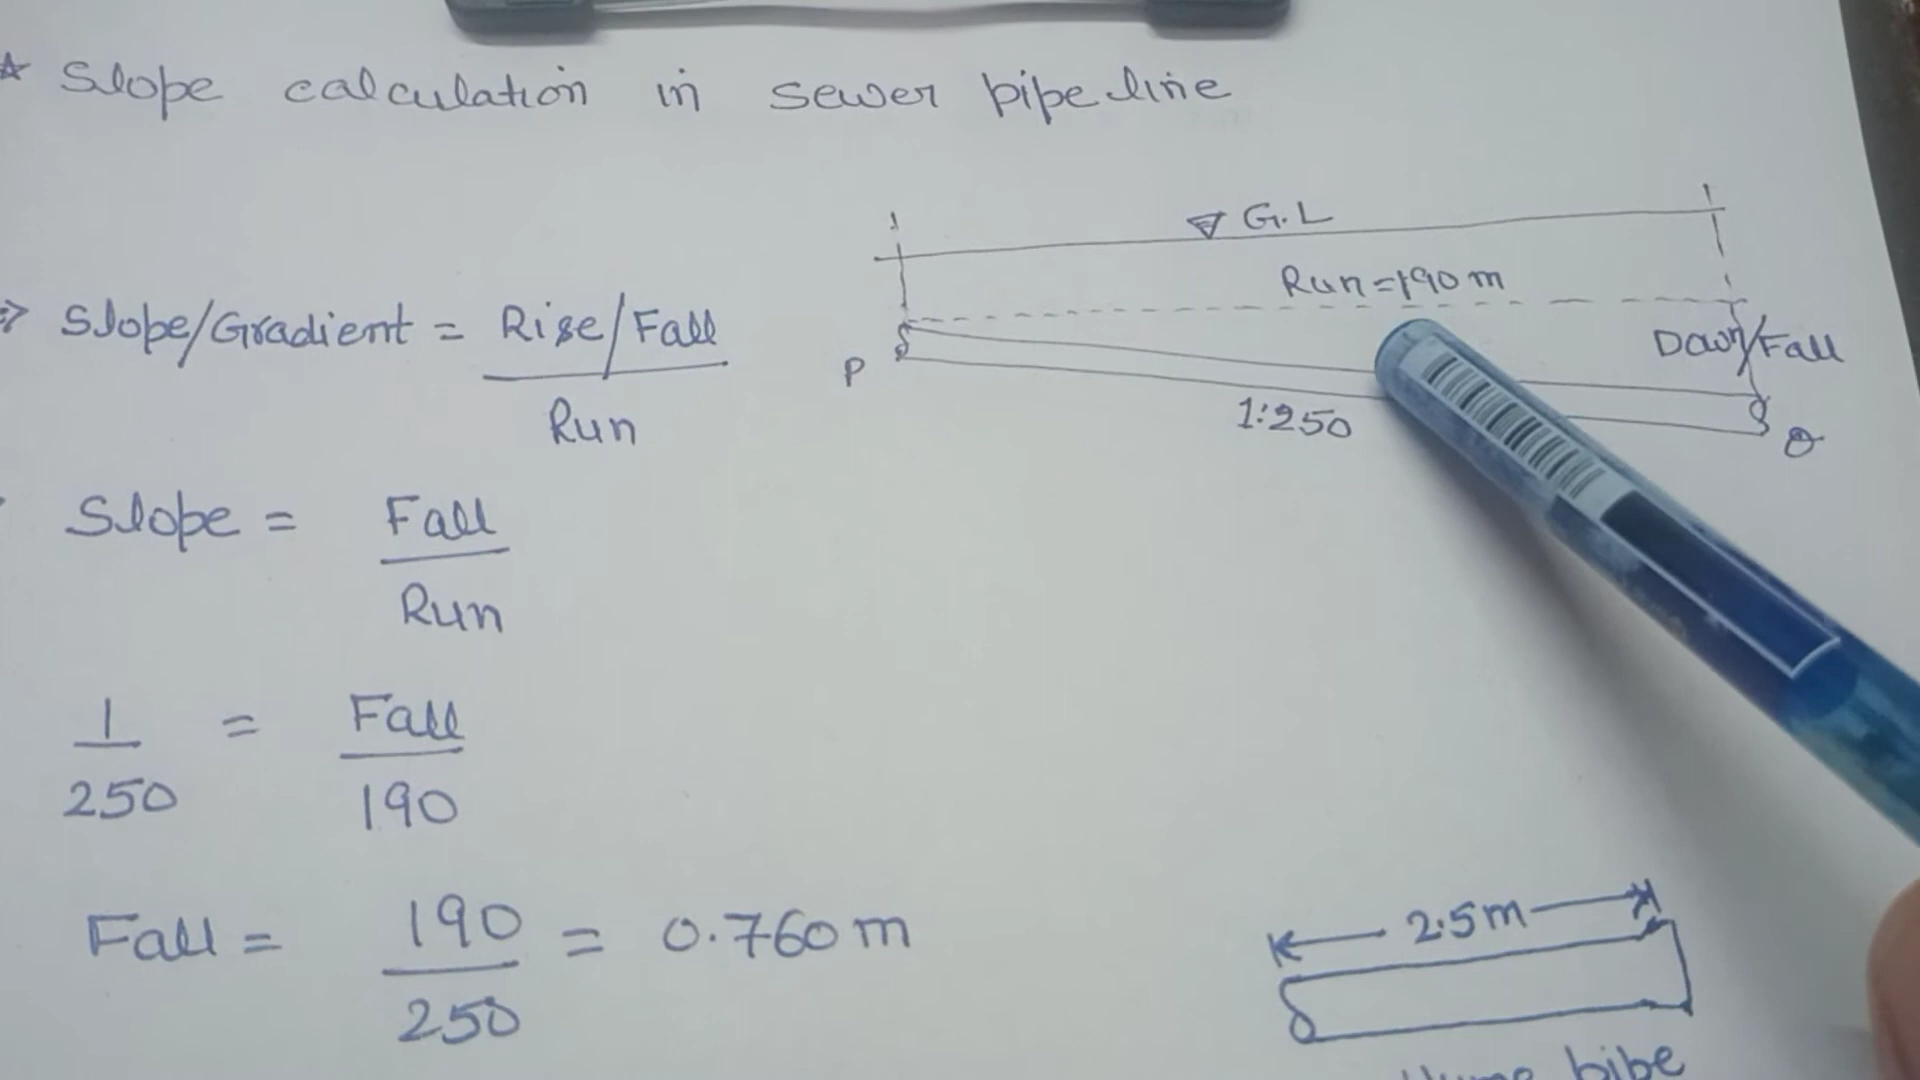 * Slope calculation in sewer pipe line
▽ G.L
Run = 190 m
⇒ Slope/Gradient = Rise/Fall
Run
Down/Fall
P
1:250
Q
Slope = Fall
Run
1 = Fall
250 190
Fall = 190 = 0.760 m
250
2.5m
Hume pipe